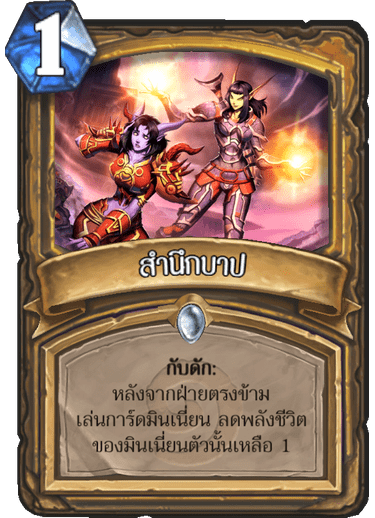 1
สำนึกบาป
กับดัก:
หลังจากฝ่ายตรงข้าม
เล่นการ์ดมินเนี่ยน ลดพลังชีวิต
ของมินเนี่ยนตัวนั้นเหลือ 1